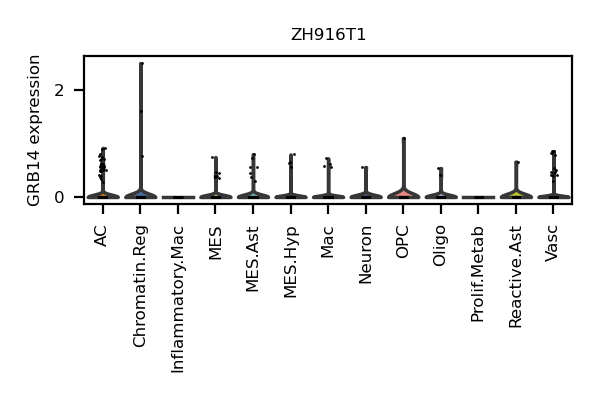 ZH916T1
GRB14 expression
2
0
AC
Chromatin.Reg
Inflammatory.Mac
MES
MES.Ast
MES.Hyp
Mac
Neuron
OPC
Oligo
Prolif.Metab
Reactive.Ast
Vasc